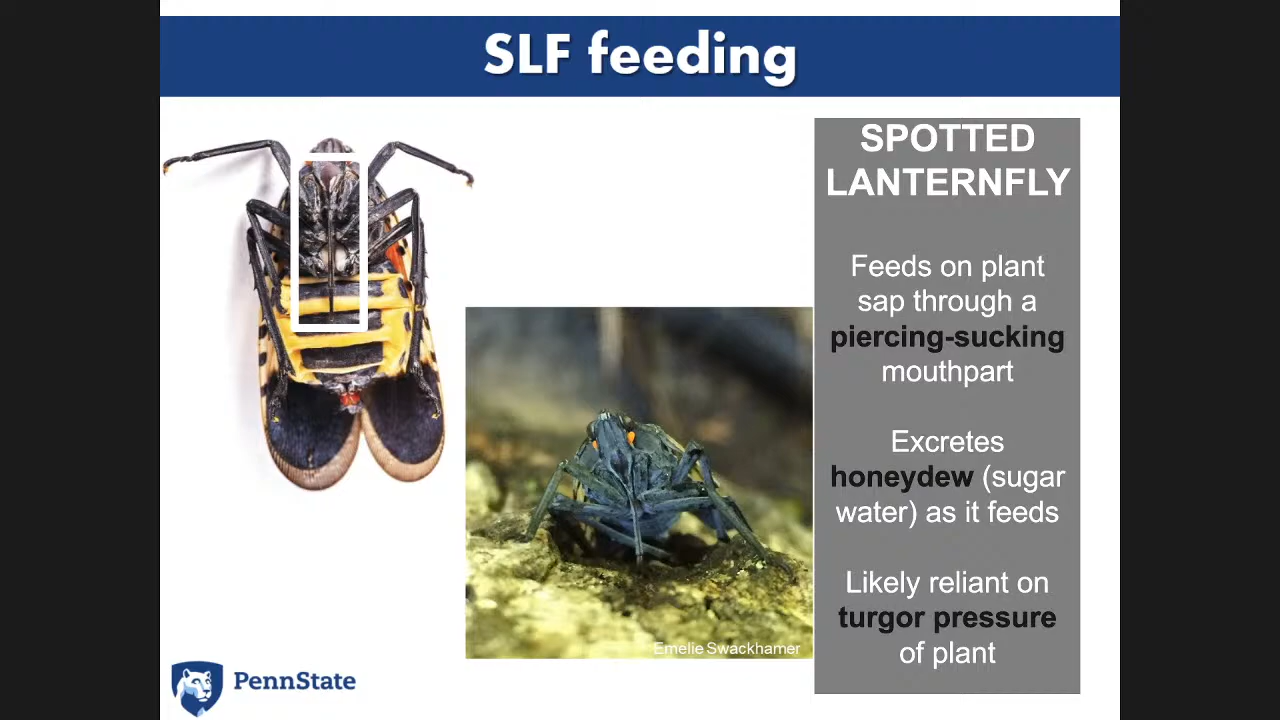 SLF feeding
SPOTTED
LANTERNFLY
Feeds on plant
sap through a
piercing-sucking
mouthpart
Excretes
honeydew (sugar
water) as it feeds
Likely reliant on
turgor pressure
of plant
Emelie Swackhamer
PennState